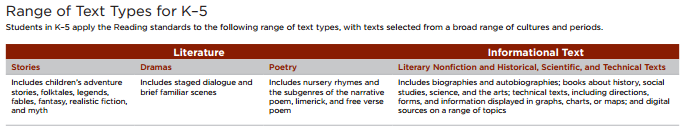 Range of Text Types for K–5
Students in K–5 apply the Reading standards to the following range of text types, with texts selected from a broad range of cultures and periods.
Literature
Informational Text
Stories
Dramas
Poetry
Literary Nonfiction and Historical, Scientific, and Technical Texts
Includes children's adventure
stories, folktales, legends,
fables, fantasy, realistic fiction,
and myth
Includes staged dialogue and
brief familiar scenes
Includes nursery rhymes and
the subgenres of the narrative
poem, limerick, and free verse
poem
Includes biographies and autobiographies; books about history, social
studies, science, and the arts; technical texts, including directions,
forms, and information displayed in graphs, charts, or maps; and digital
sources on a range of topics